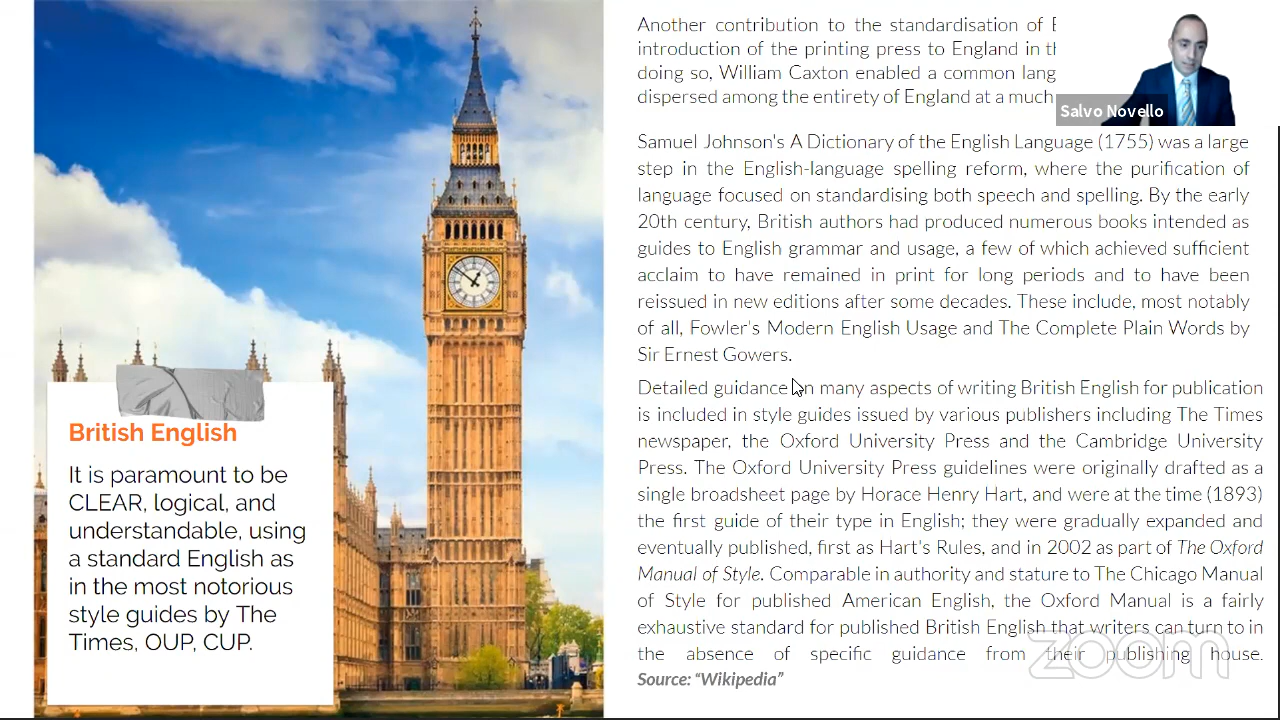 British English
It is paramount to be
CLEAR, logical, and
understandable, using
a standard English as
in the most notorious
style guides by The
Times, OUP, CUP.
Another contribution to the standardisation of
introduction of the printing press to England in
doing so, William Caxton enabled a common
dispersed among the entirety of England at a much
Salvo Novello
Samuel Johnson's A Dictionary of the English Language (1755) was a large
step in the English-language spelling reform, where the purification of
language focused on standardising both speech and spelling. By the early
20th century, British authors had produced numerous books intended as
guides to English grammar and usage, a few of which achieved sufficient
acclaim to have remained in print for long periods and to have been
reissued in new editions after some decades. These include, most notably
of all, Fowler's Modern English Usage and The Complete Plain Words by
Sir Ernest Gowers.
Detailed guidance on many aspects of writing British English for publication
is included in style guides issued by various publishers including The Times
newspaper, the Oxford University Press and the Cambridge University
Press. The Oxford University Press guidelines were originally drafted as a
single broadsheet page by Horace Henry Hart, and were at the time (1893)
the first guide of their type in English; they were gradually expanded and
eventually published, first as Hart's Rules, and in 2002 as part of The Oxford
Manual of Style. Comparable in authority and stature to The Chicago Manual
of Style for published American English, the Oxford Manual is a fairly
exhaustive standard for published British English that writers can turn to in
the absence of specific guidance from their publishing house.
Source: “Wikipedia”
zoom